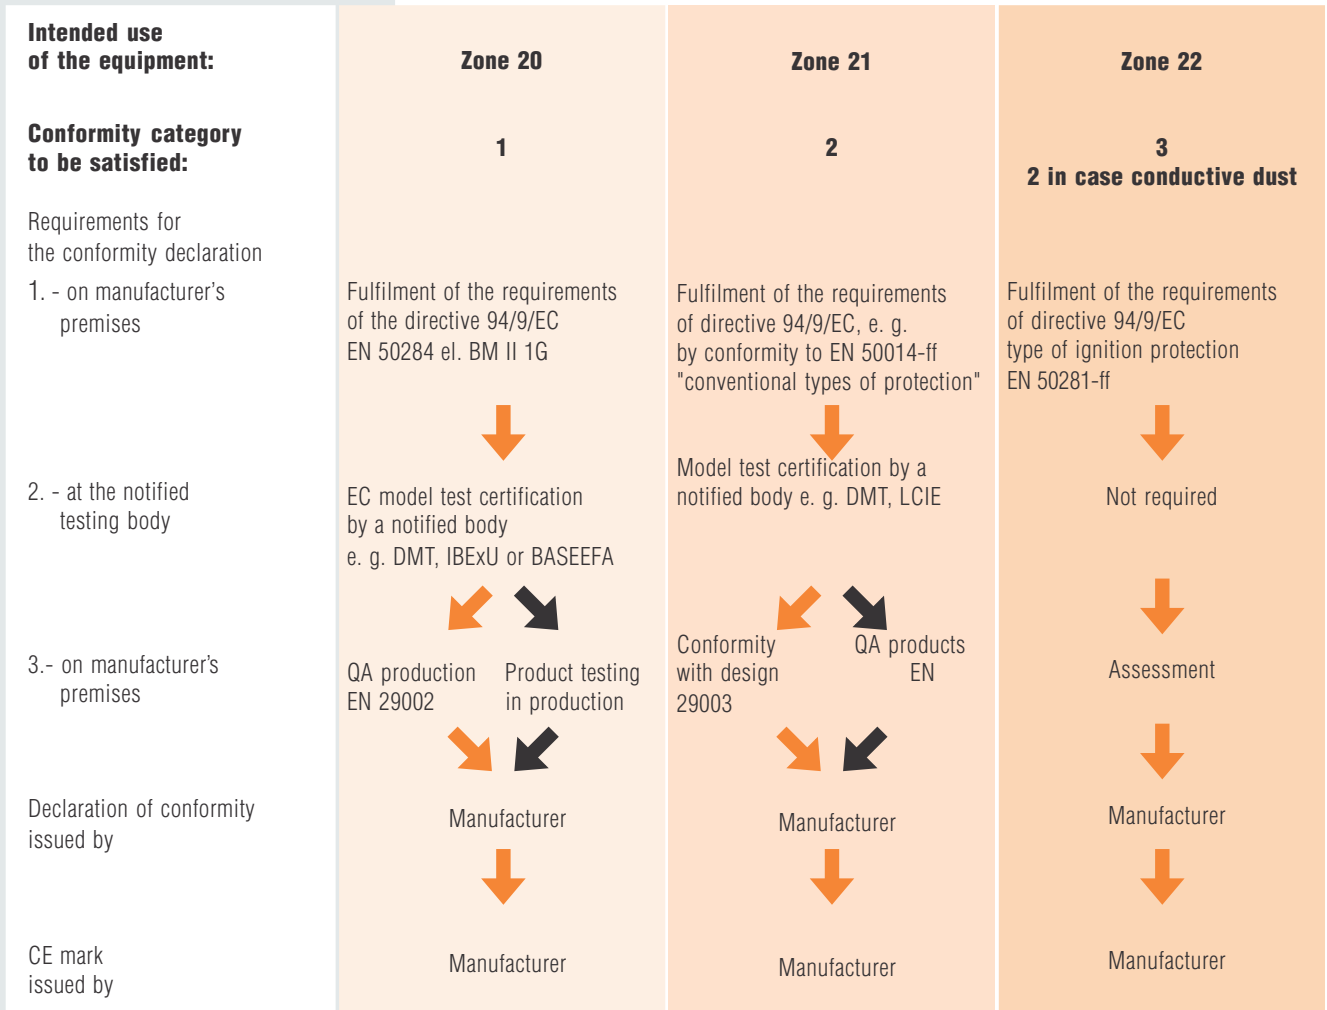 Intended use
of the equipment:
Zone 20
Zone 21
Zone 22
Conformity category
to be satisfied:
1
2
3
2 in case conductive dust
Requirements for
the conformity declaration
1. - on manufacturer's
premises
Fulfilment of the requirements
of the directive 94/9/EC
EN 50284 el. BM II 1G
Fulfilment of the requirements
of directive 94/9/EC, e. g.
by conformity to EN 50014-ff
"conventional types of protection"
Fulfilment of the requirements
of directive 94/9/EC
type of ignition protection
EN 50281-ff
2. - at the notified
testing body
EC model test certification
by a notified body
e. g. DMT, IBExU or BASEEFA
Model test certification by a
notified body e. g. DMT, LCIE
Not required
3.- on manufacturer's
premises
QA production
EN 29002
Product testing
in production
Conformity
with design
29003
QA products
EN
Assessment
Declaration of conformity
issued by
Manufacturer
Manufacturer
Manufacturer
CE mark
issued by
Manufacturer
Manufacturer
Manufacturer